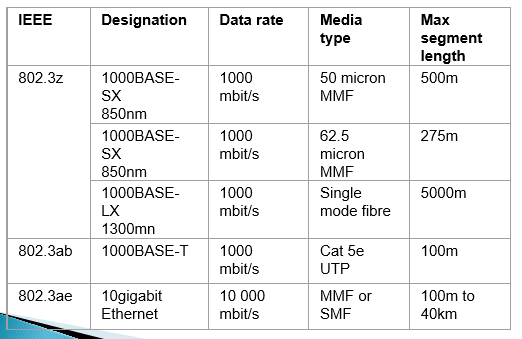 IEEE
Designation
Data rate
Media
type
Max
segment
length
802.3z
1000BASE-
SX
850nm
1000
mbit/s
50 micron
MMF
500m
1000BASE-
SX
850nm
1000
mbit/s
62.5
micron
MMF
275m
1000BASE-
LX
1300mn
1000
mbit/s
Single
mode fibre
5000m
802.3ab
1000BASE-T
1000
mbit/s
Cat 5e
UTP
100m
802.3ae
10gigabit
Ethernet
10 000
mbit/s
MMF or
SMF
100m to
40km